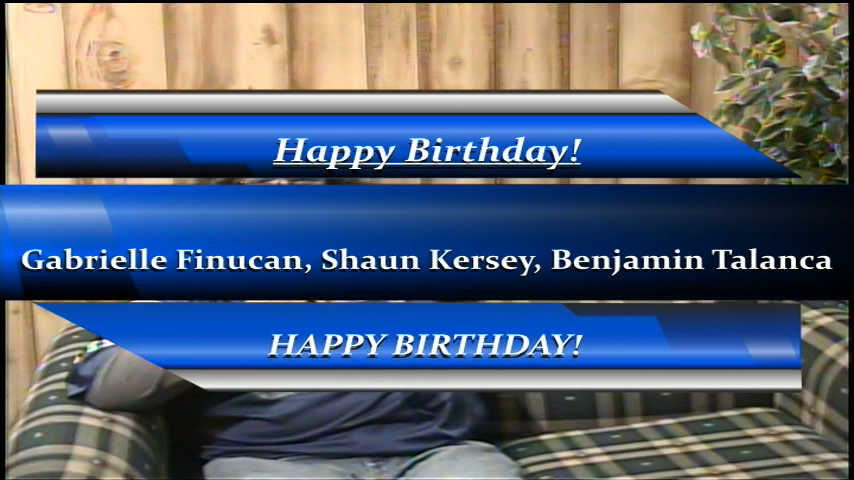 Happy Birthday!
Gabrielle Finucan, Shaun Kersey, Benjamin Talanca
HAPPY BIRTHDAY!